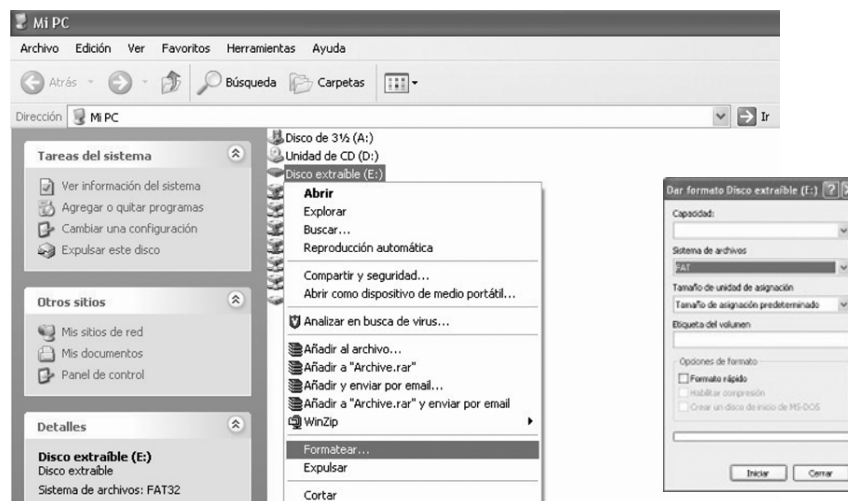 Mi PC
Archivo Edición Ver Favoritos Herramientas Ayuda
Atrás Búsqueda Carpetas
Dirección Mi PC Ir
Tareas del sistema
Ver información del sistema
Agregar o quitar programas
Cambiar una configuración
Expulsar este disco
Otros sitios
Mis sitios de red
Mis documentos
Panel de control
Detalles
Disco extraíble (E:)
Disco extraíble
Sistema de archivos: FAT32
Disco de 3½ (A:)
Unidad de CD (D:)
Disco extraíble (E:)
Abrir
Explorar
Buscar...
Reproducción automática
Compartir y seguridad...
Abrir como dispositivo de medio portátil...
Analizar en busca de virus...
Añadir al archivo...
Añadir a "Archive.rar"
Añadir y enviar por email...
Añadir a "Archive.rar" y enviar por email
WinZip
Formatear...
Expulsar
Cortar
Dar formato Disco extraíble (E:)
Capacidad:
Sistema de archivos
FAT
Tamaño de unidad de asignación
Tamaño de asignación predeterminado
Etiqueta del volumen
Opciones de formato
Formato rápido
Habilitar compresión
Crear un disco de inicio de MS-DOS
Iniciar Cerrar